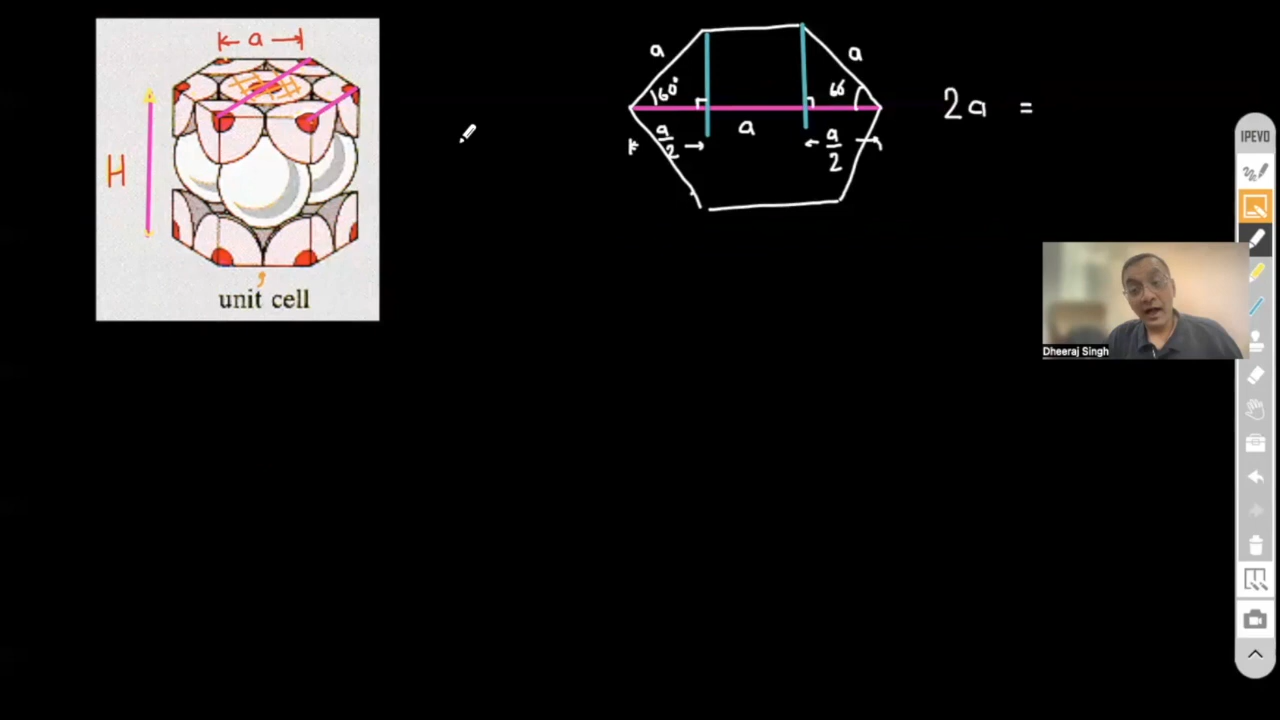 a
H
unit cell
a
a
60°
60
a
a/2
a/2
2a =
IPEVO
Dheeraj Singh